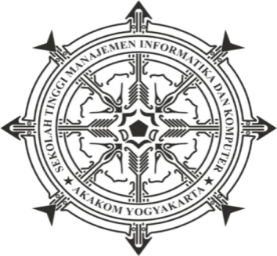 SEKOLAH TINGGI MANAJEMEN INFORMATIKA DAN KOMPUTER
★ AKAKOM YOGYAKARTA ★